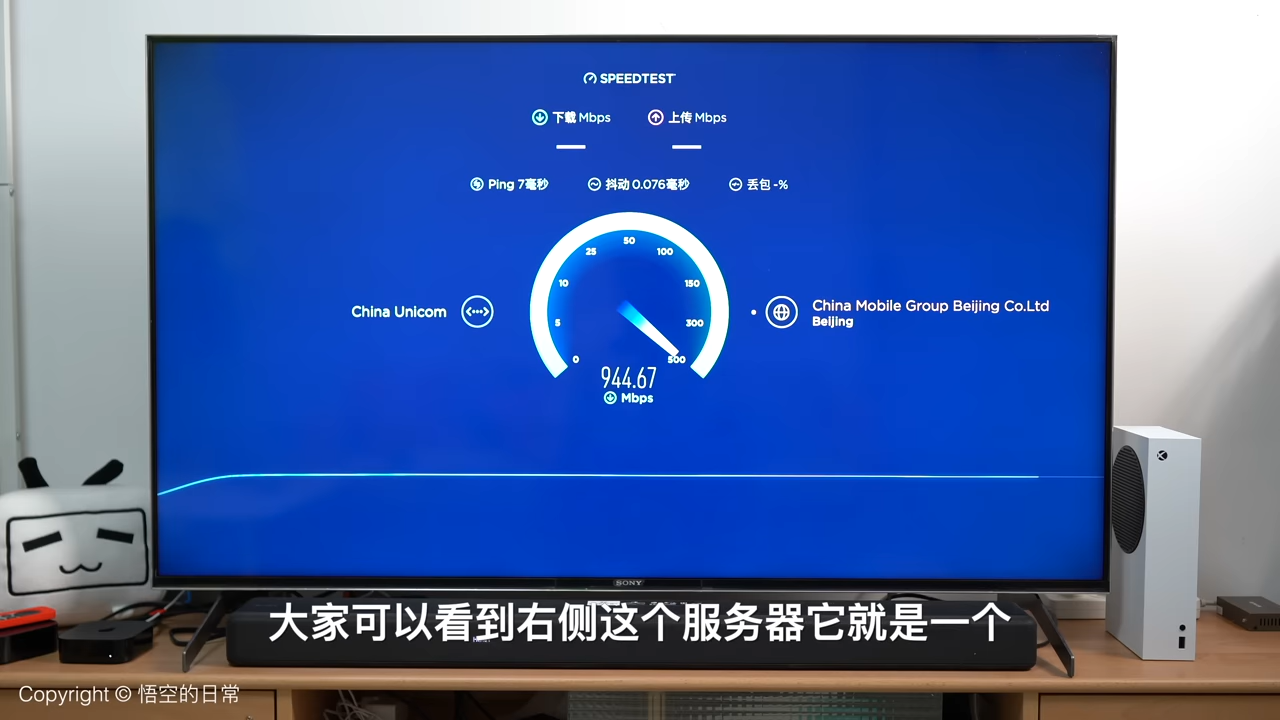 SPEEDTEST
下载 Mbps 上传 Mbps
Ping 7毫秒 抖动 0.076毫秒 丢包 -%
50
25 100
10 150
5 300
0 500
China Unicom
China Mobile Group Beijing Co.Ltd
Beijing
944.67
Mbps
SONY
大家可以看到右侧这个服务器它就是一个
Copyright © 悟空的日常